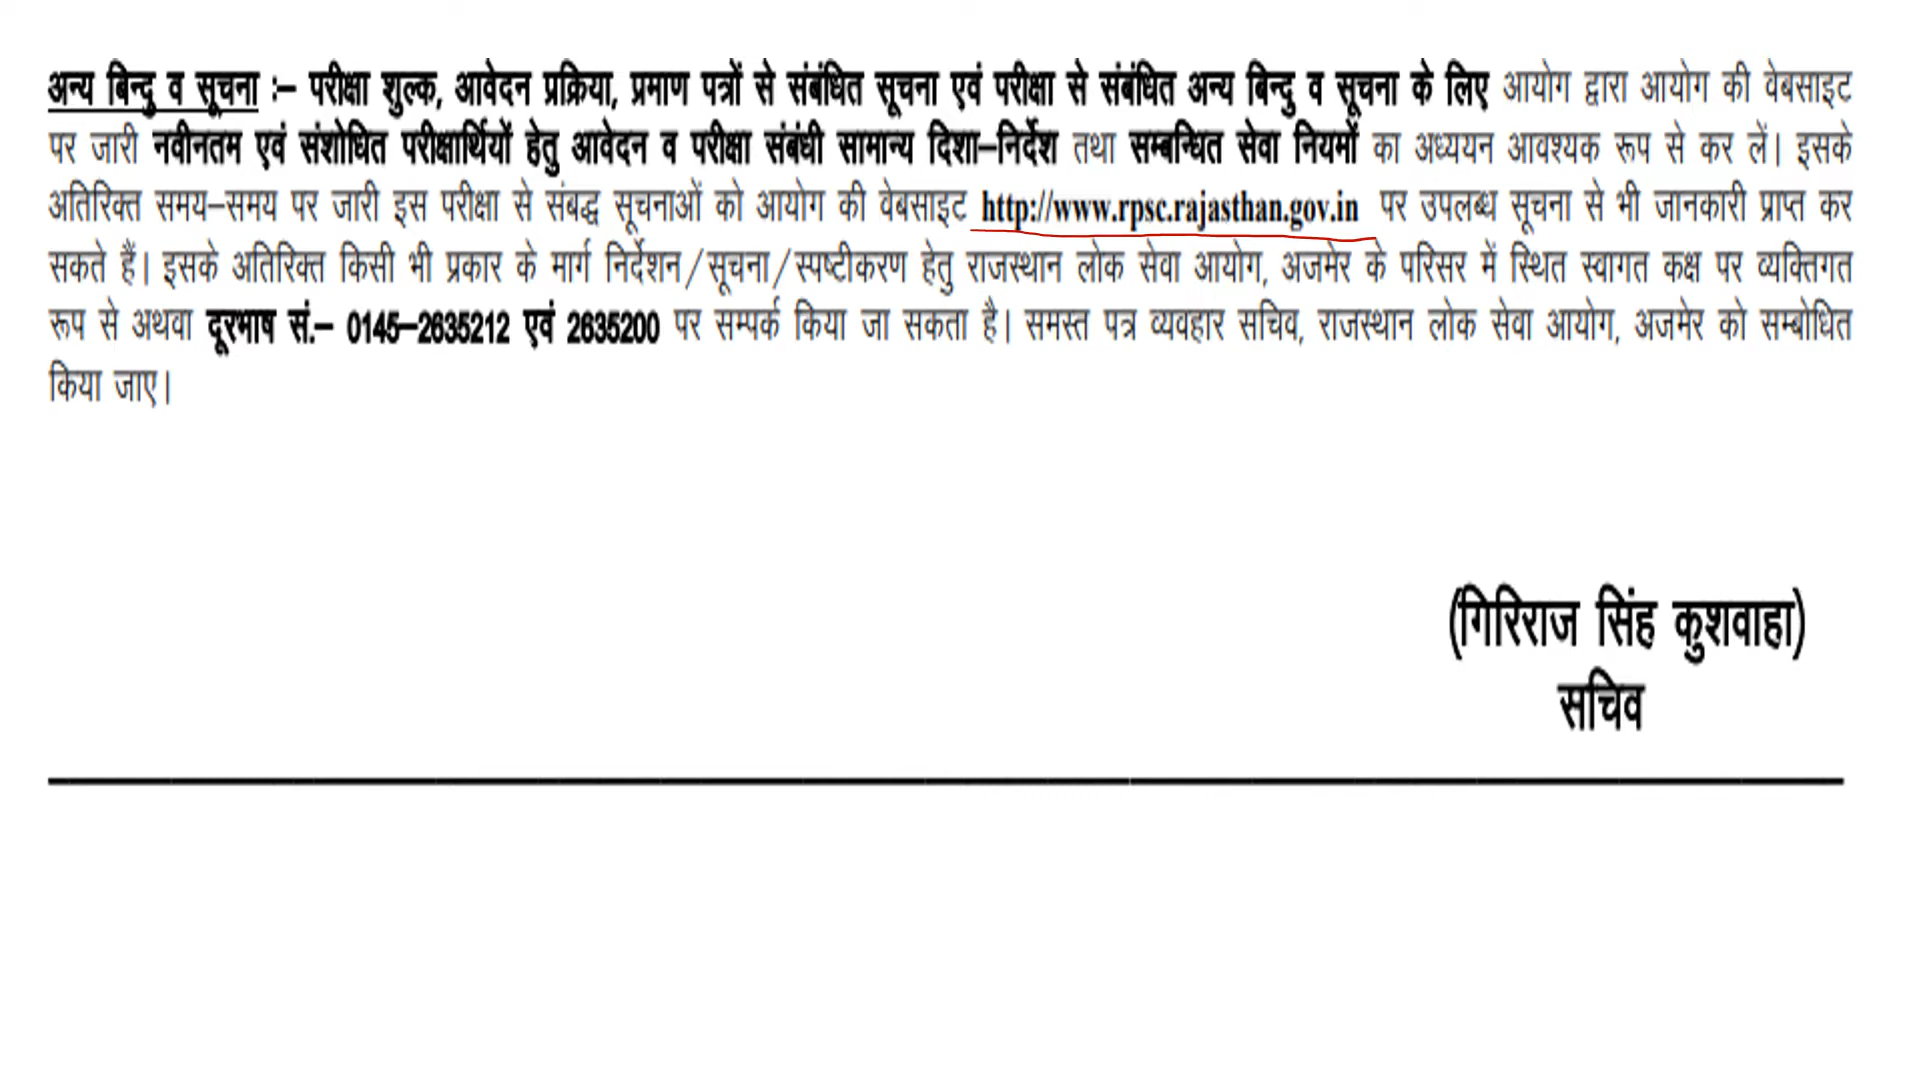 अन्य बिन्दु व सूचना :– परीक्षा शुल्क, आवेदन प्रक्रिया, प्रमाण पत्रों से संबंधित सूचना एवं परीक्षा से संबंधित अन्य बिन्दु व सूचना के लिए आयोग द्वारा आयोग की वेबसाइट
पर जारी नवीनतम एवं संशोधित परीक्षार्थियों हेतु आवेदन व परीक्षा संबंधी सामान्य दिशा–निर्देश तथा सम्बन्धित सेवा नियमों का अध्ययन आवश्यक रूप से कर लें। इसके
अतिरिक्त समय–समय पर जारी इस परीक्षा से संबद्ध सूचनाओं को आयोग की वेबसाइट http://www.rpsc.rajasthan.gov.in पर उपलब्ध सूचना से भी जानकारी प्राप्त कर
सकते हैं। इसके अतिरिक्त किसी भी प्रकार के मार्ग निर्देशन/सूचना/स्पष्टीकरण हेतु राजस्थान लोक सेवा आयोग, अजमेर के परिसर में स्थित स्वागत कक्ष पर व्यक्तिगत
रूप से अथवा दूरभाष सं.– 0145–2635212 एवं 2635200 पर सम्पर्क किया जा सकता है। समस्त पत्र व्यवहार सचिव, राजस्थान लोक सेवा आयोग, अजमेर को सम्बोधित
किया जाए।
(गिरिराज सिंह कुशवाहा)
सचिव